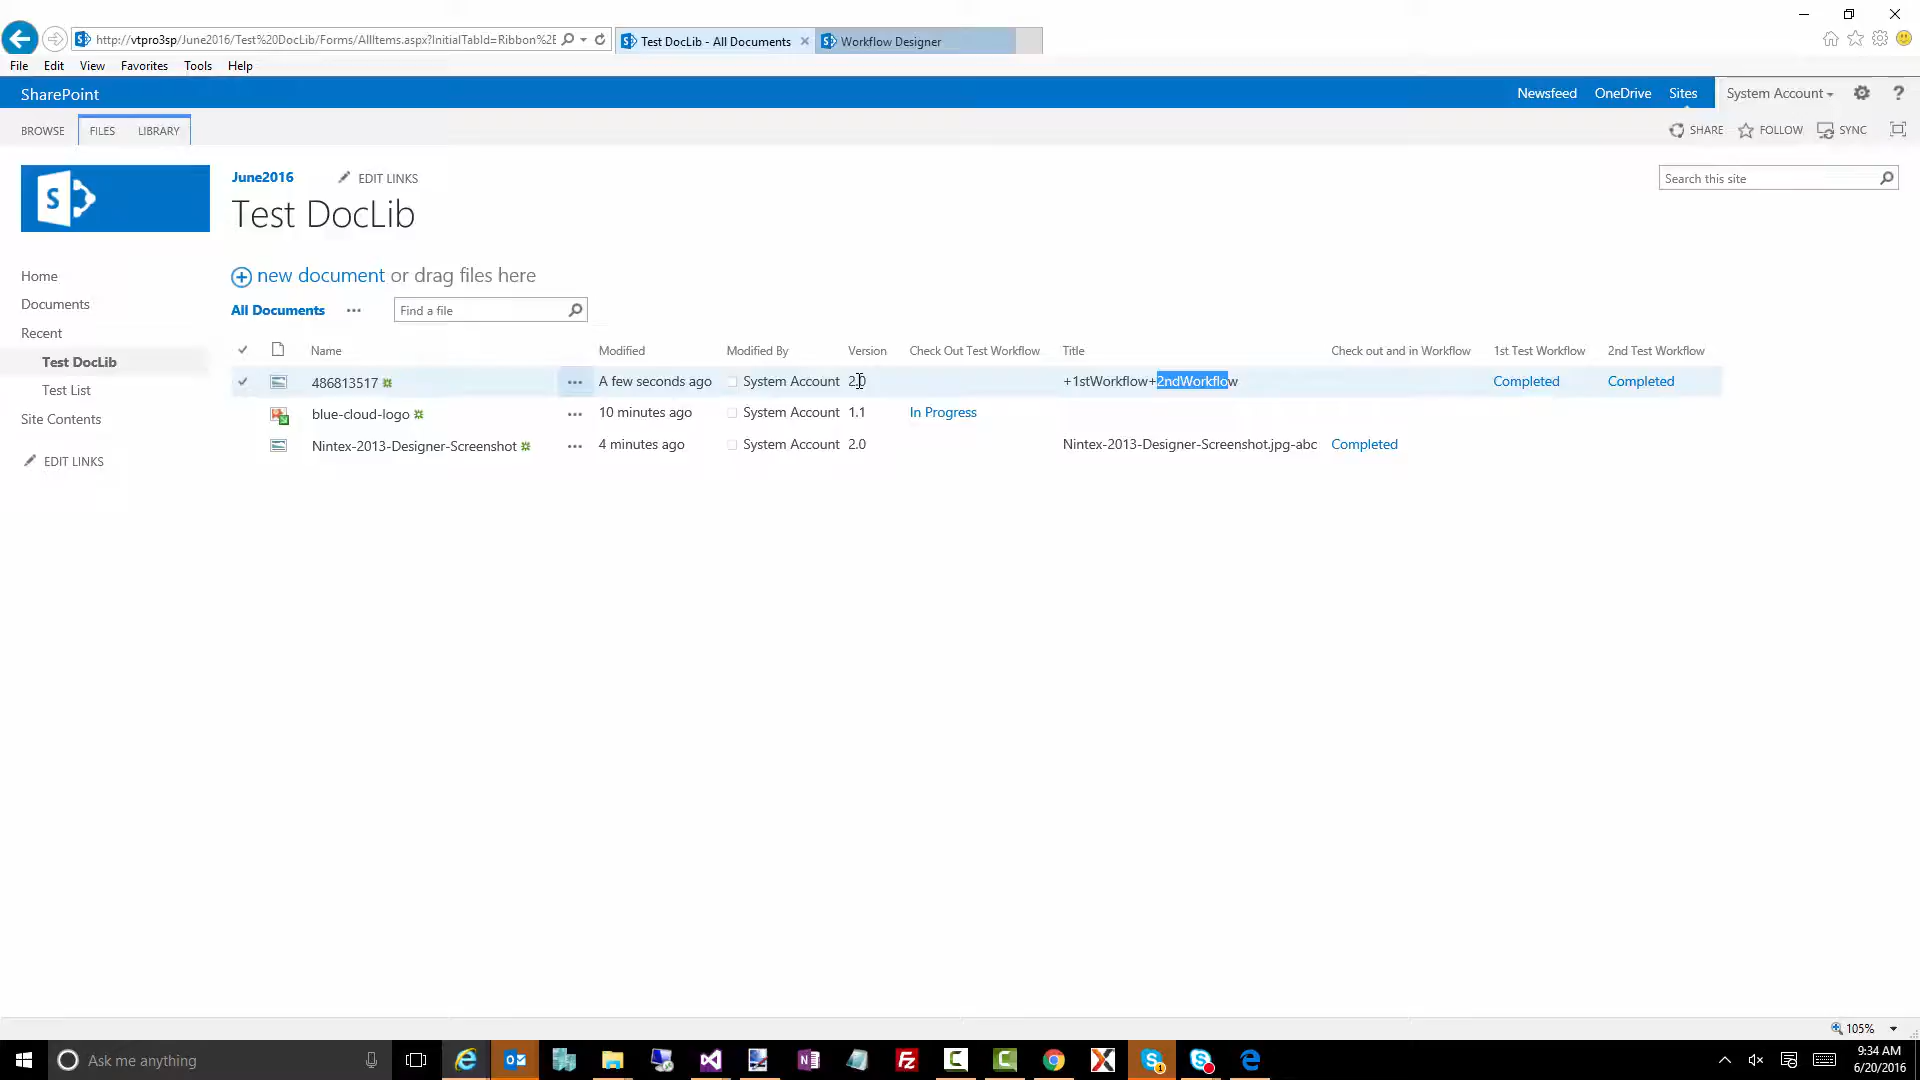 http://vtpro3sp/June2016/Test%20DocLib/Forms/AllItems.aspx?InitialTabId=Ribbon%2E
Test DocLib - All Documents
Workflow Designer
File Edit View Favorites Tools Help
SharePoint
Newsfeed OneDrive Sites System Account ?
BROWSE FILES LIBRARY
SHARE FOLLOW SYNC
June2016 EDIT LINKS
Search this site
Test DocLib
Home
Documents
Recent
Test DocLib
Test List
Site Contents
EDIT LINKS
new document or drag files here
All Documents ... Find a file
Name Modified Modified By Version Check Out Test Workflow Title Check out and in Workflow 1st Test Workflow 2nd Test Workflow
486813517 ... A few seconds ago System Account 2.0 +1stWorkflow+2ndWorkflow Completed Completed
blue-cloud-logo ... 10 minutes ago System Account 1.1 In Progress
Nintex-2013-Designer-Screenshot ... 4 minutes ago System Account 2.0 Nintex-2013-Designer-Screenshot.jpg-abc Completed
105%
Ask me anything
9:34 AM
6/20/2016